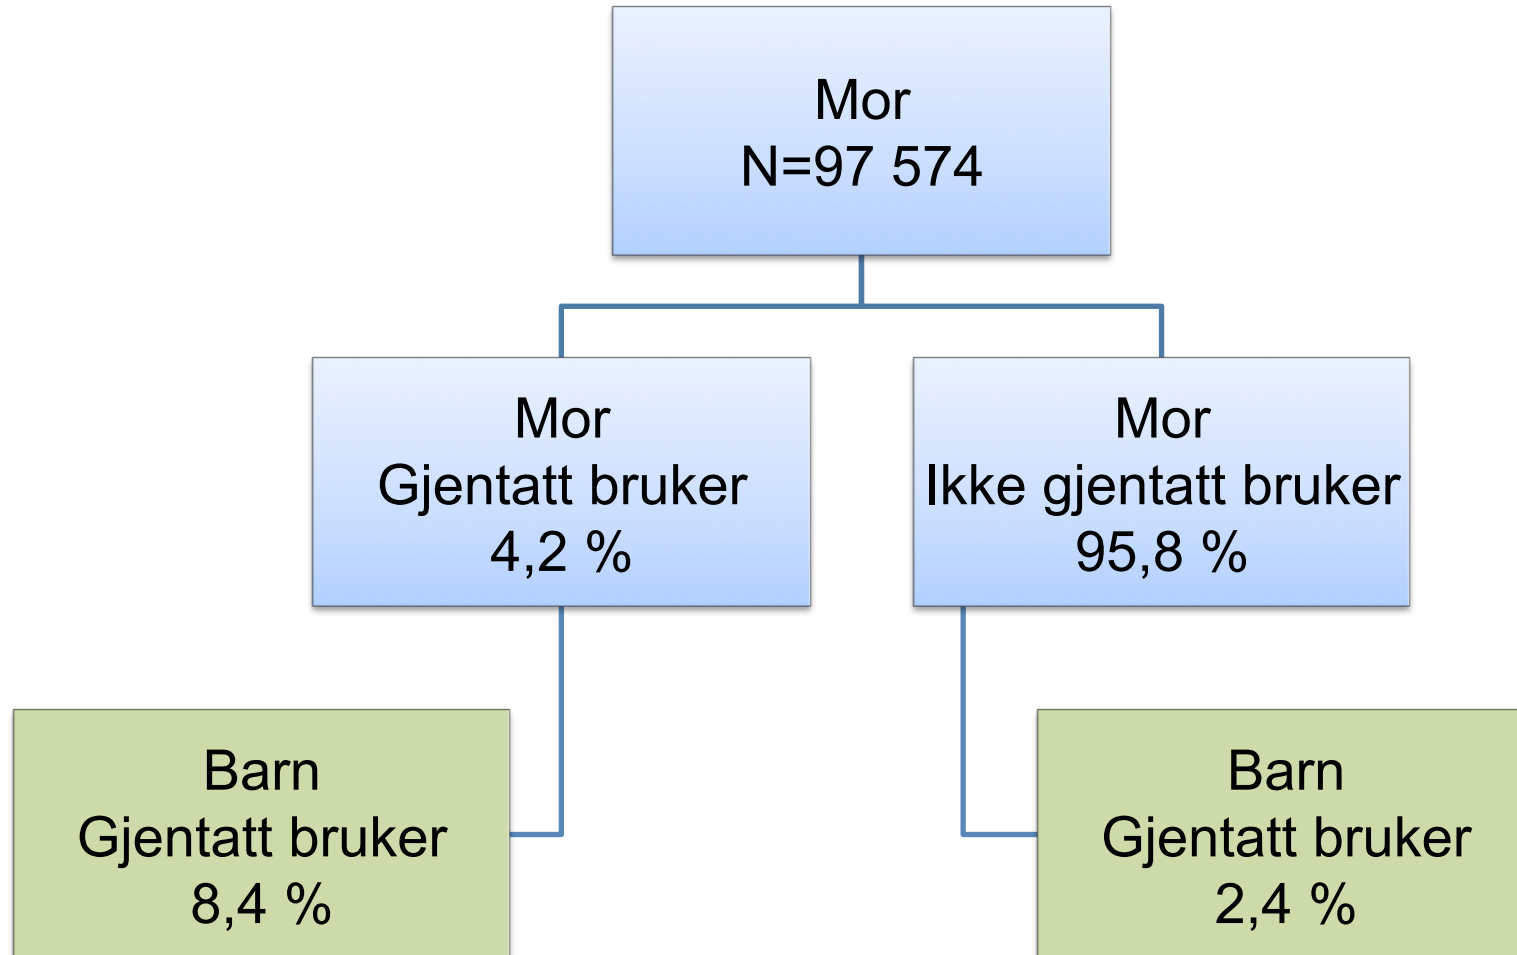 Mor
N=97 574
Mor
Gjentatt bruker
4,2 %
Mor
Ikke gjentatt bruker
95,8 %
Barn
Gjentatt bruker
8,4 %
Barn
Gjentatt bruker
2,4 %